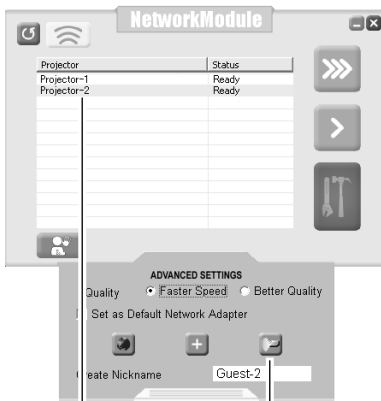 NetworkModule
Projector Status
Projector-1 Ready
Projector-2 Ready
ADVANCED SETTINGS
Quality Faster Speed Better Quality
Set as Default Network Adapter
eate Nickname Guest-2